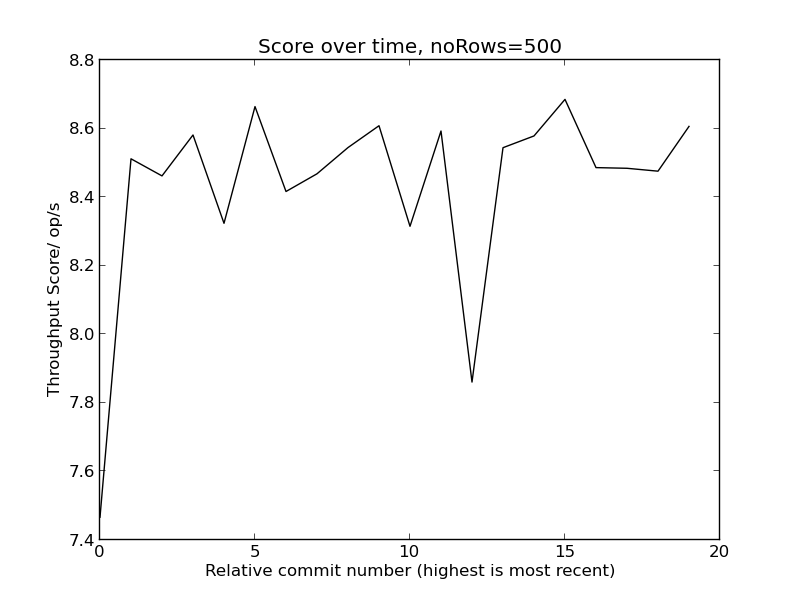 Score over time, noRows=500
8.8
8.6
8.4
8.2
8.0
7.8
7.6
7.4
Throughput Score/ op/s
0 5 10 15 20
Relative commit number (highest is most recent)